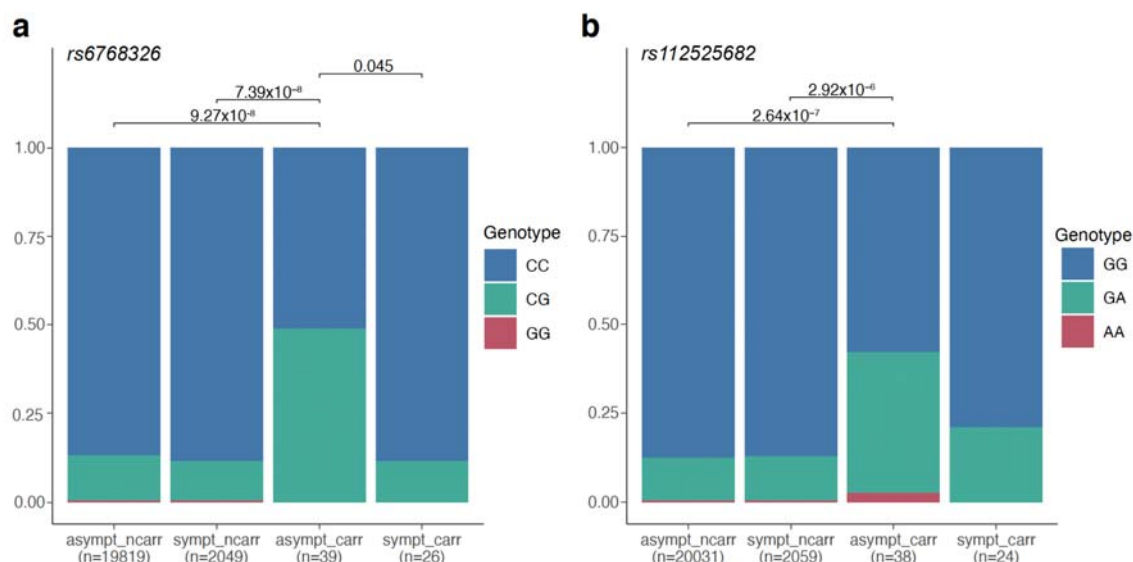 a
rs6768326
0.045
7.39x10⁻⁸
9.27x10⁻⁸
1.00
0.75
0.50
0.25
0.00
Genotype
CC
CG
GG
asympt_ncarr
(n=19819)
sympt_ncarr
(n=2049)
asympt_carr
(n=39)
sympt_carr
(n=26)
b
rs112525682
2.92x10⁻⁶
2.64x10⁻⁷
1.00
0.75
0.50
0.25
0.00
Genotype
GG
GA
AA
asympt_ncarr
(n=20031)
sympt_ncarr
(n=2059)
asympt_carr
(n=38)
sympt_carr
(n=24)